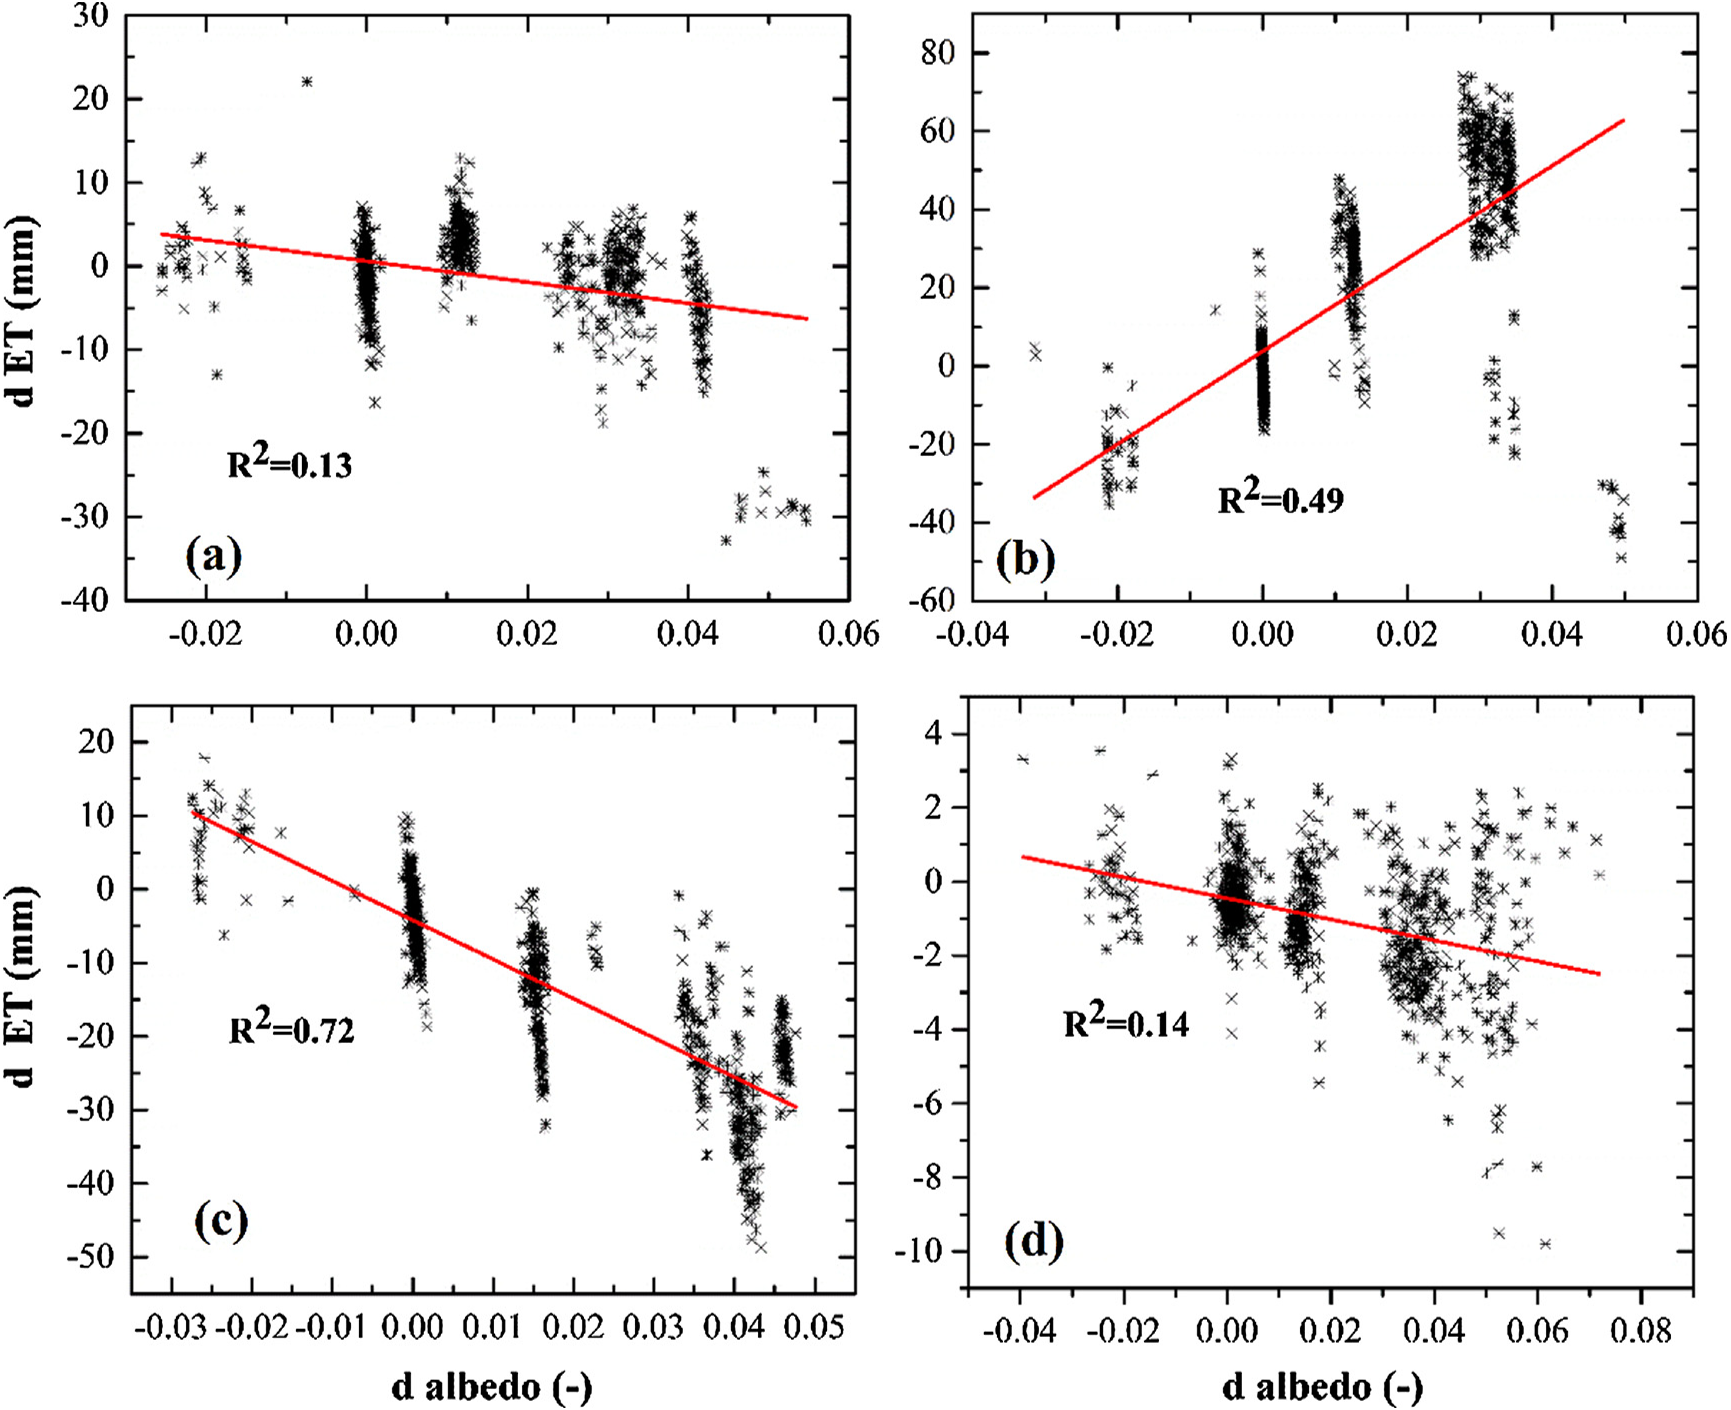 30
20
10
0
-10
-20
-30
-40
d ET (mm)
R2=0.13
(a)
-0.02 0.00 0.02 0.04 0.06
80
60
40
20
0
-20
-40
-60
R2=0.49
(b)
-0.04 -0.02 0.00 0.02 0.04 0.06
20
10
0
-10
-20
-30
-40
-50
d ET (mm)
R2=0.72
(c)
-0.03 -0.02 -0.01 0.00 0.01 0.02 0.03 0.04 0.05
d albedo (-)
4
2
0
-2
-4
-6
-8
-10
R2=0.14
(d)
-0.04 -0.02 0.00 0.02 0.04 0.06 0.08
d albedo (-)